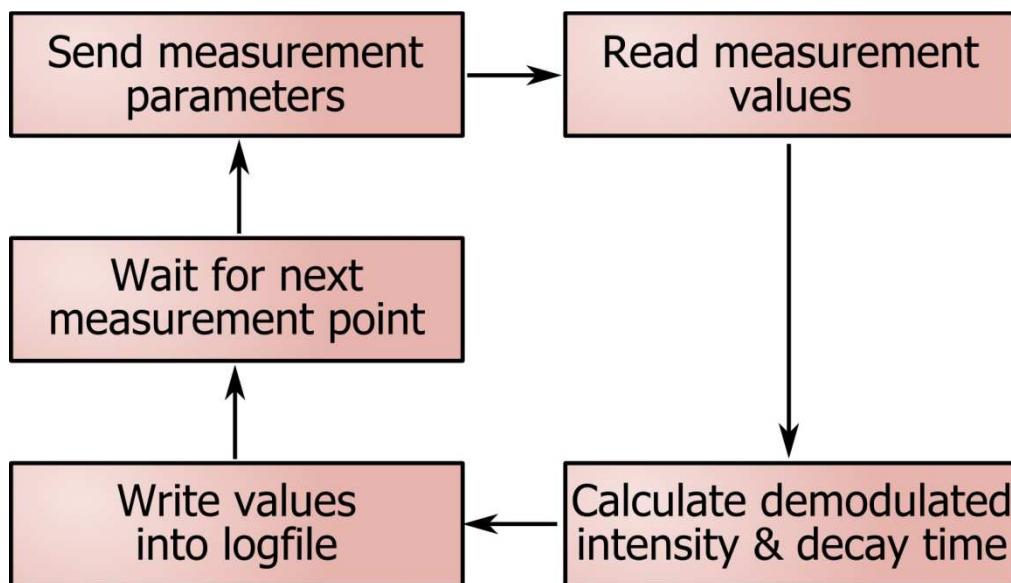 Send measurement
parameters
Read measurement
values
Wait for next
measurement point
Write values
into logfile
Calculate demodulated
intensity & decay time